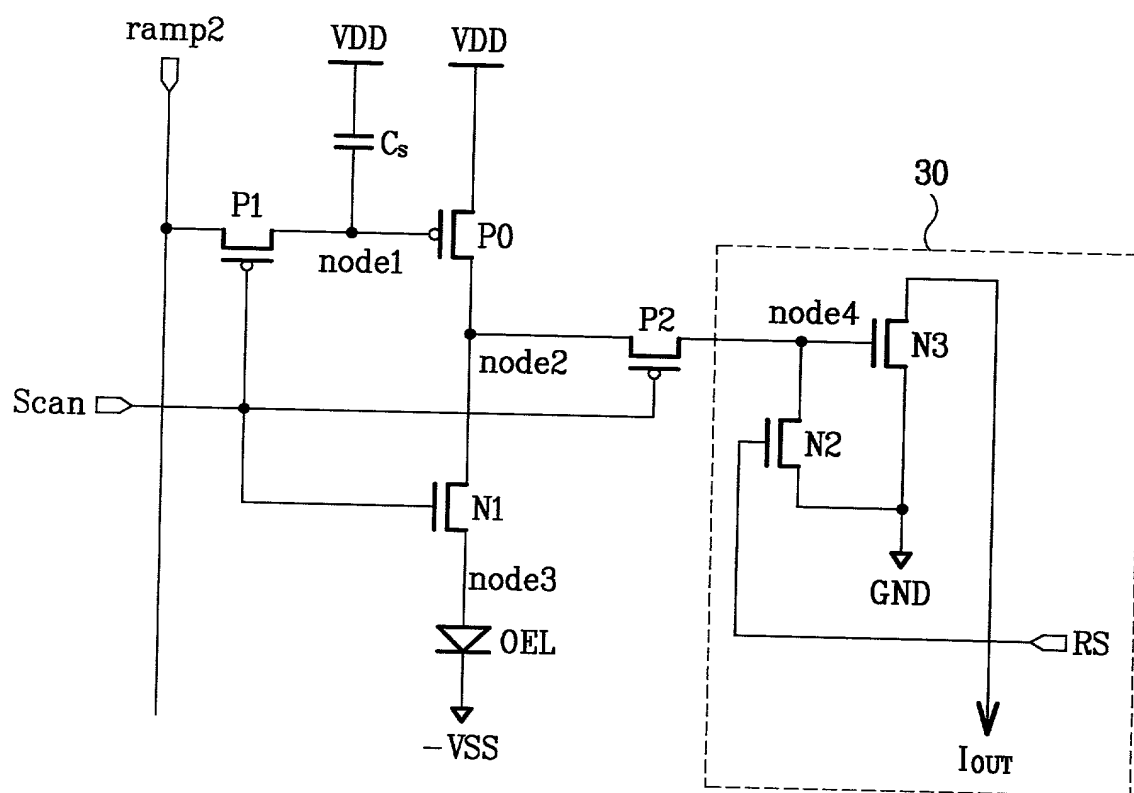 ramp2
VDD
VDD
Cs
30
P1
P0
node1
P2
node4
N3
node2
Scan
N2
N1
node3
GND
OEL
RS
-VSS
IOUT